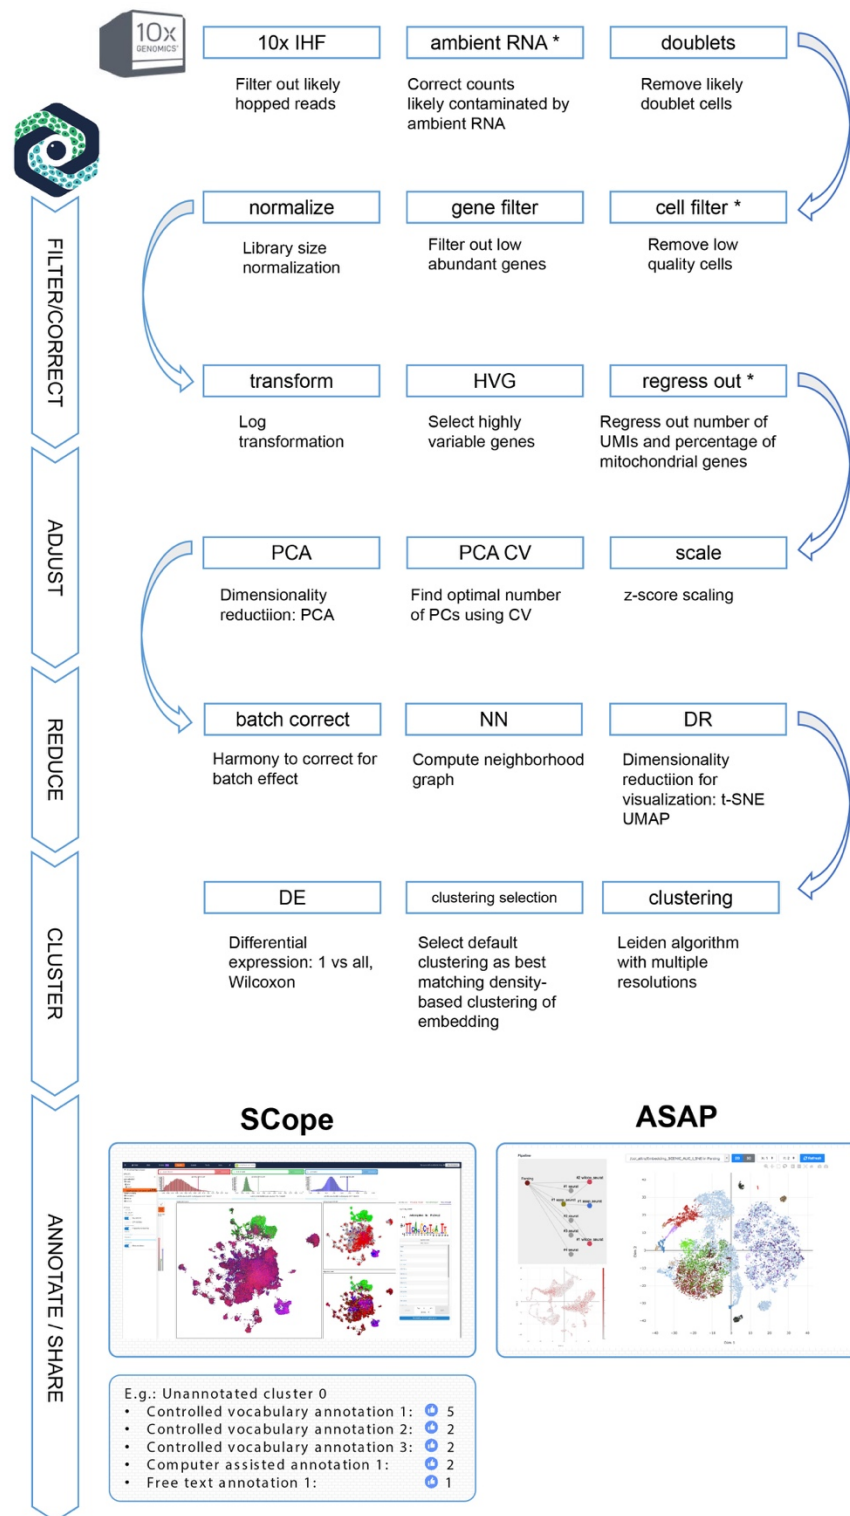 10x
GENOMICS
10x IHF
ambient RNA *
doublets
Filter out likely
hopped reads
Correct counts
likely contaminated by
ambient RNA
Remove likely
doublet cells
FILTER/CORRECT
normalize
gene filter
cell filter *
Library size
normalization
Filter out low
abundant genes
Remove low
quality cells
transform
HVG
regress out *
Log
transformation
Select highly
variable genes
Regress out number of
UMIs and percentage of
mitochondrial genes
ADJUST
PCA
PCA CV
scale
Dimensionality
reductiion: PCA
Find optimal number
of PCs using CV
z-score scaling
REDUCE
batch correct
NN
DR
Harmony to correct for
batch effect
Compute neighborhood
graph
Dimensionality
reductiion for
visualization: t-SNE
UMAP
CLUSTER
DE
clustering selection
clustering
Differential
expression: 1 vs all,
Wilcoxon
Select default
clustering as best
matching density-
based clustering of
embedding
Leiden algorithm
with multiple
resolutions
ANNOTATE / SHARE
SCope
ASAP
E.g.: Unannotated cluster 0
• Controlled vocabulary annotation 1: 5
• Controlled vocabulary annotation 2: 2
• Controlled vocabulary annotation 3: 2
• Computer assisted annotation 1: 2
• Free text annotation 1: 1